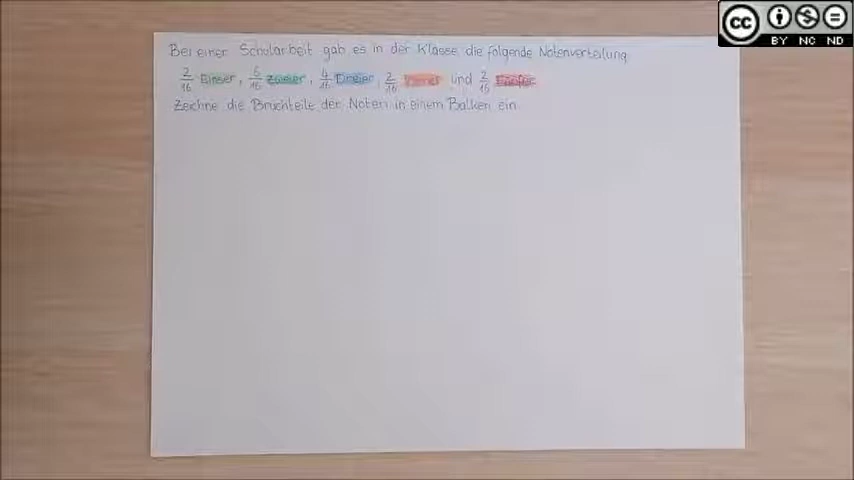 Bei einer Schularbeit gab es in der Klasse die folgende Notenverteilung
2/16 Einser, 6/16 Zweier, 4/16 Dreier, 2/16 Vierer und 2/16 Fünfer
Zeichne die Bruchteile der Noten in einem Balken ein.
cc BY NC ND